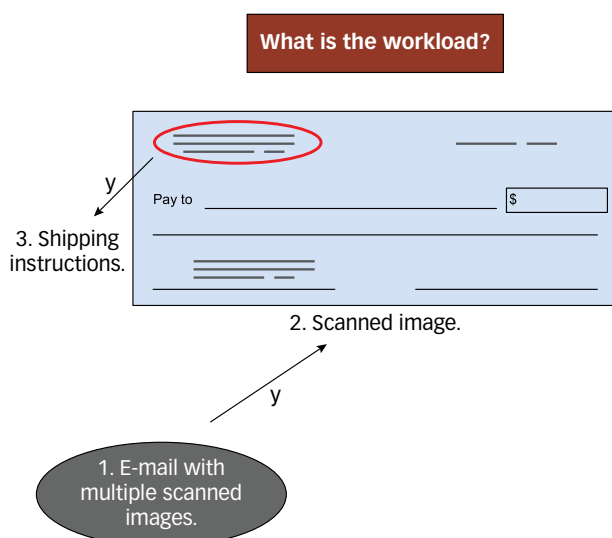 What is the workload?
Pay to
$
y
3. Shipping
instructions.
2. Scanned image.
y
1. E-mail with
multiple scanned
images.